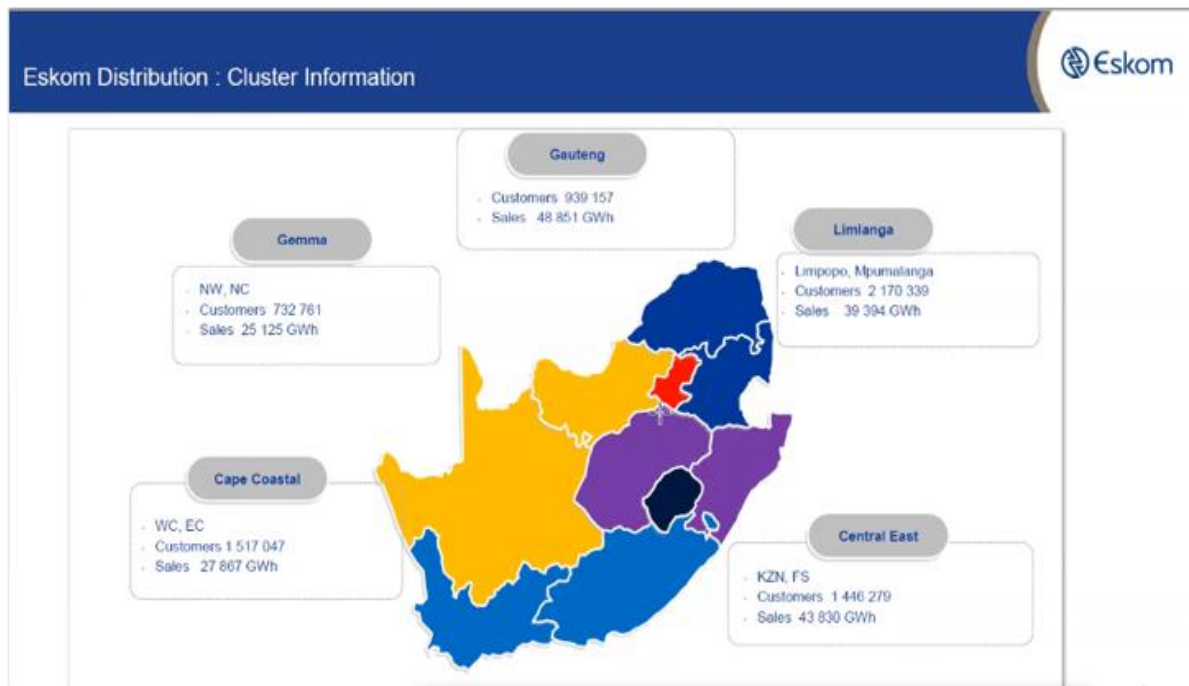 Eskom Distribution : Cluster Information
Eskom
Gauteng
Customers 939 157
Sales 48 851 GWh
Gemma
NW, NC
Customers 732 761
Sales 25 125 GWh
Limlanga
Limpopo, Mpumalanga
Customers 2 170 339
Sales 39 394 GWh
Cape Coastal
WC, EC
Customers 1 517 047
Sales 27 867 GWh
Central East
KZN, FS
Customers 1 446 279
Sales 43 830 GWh